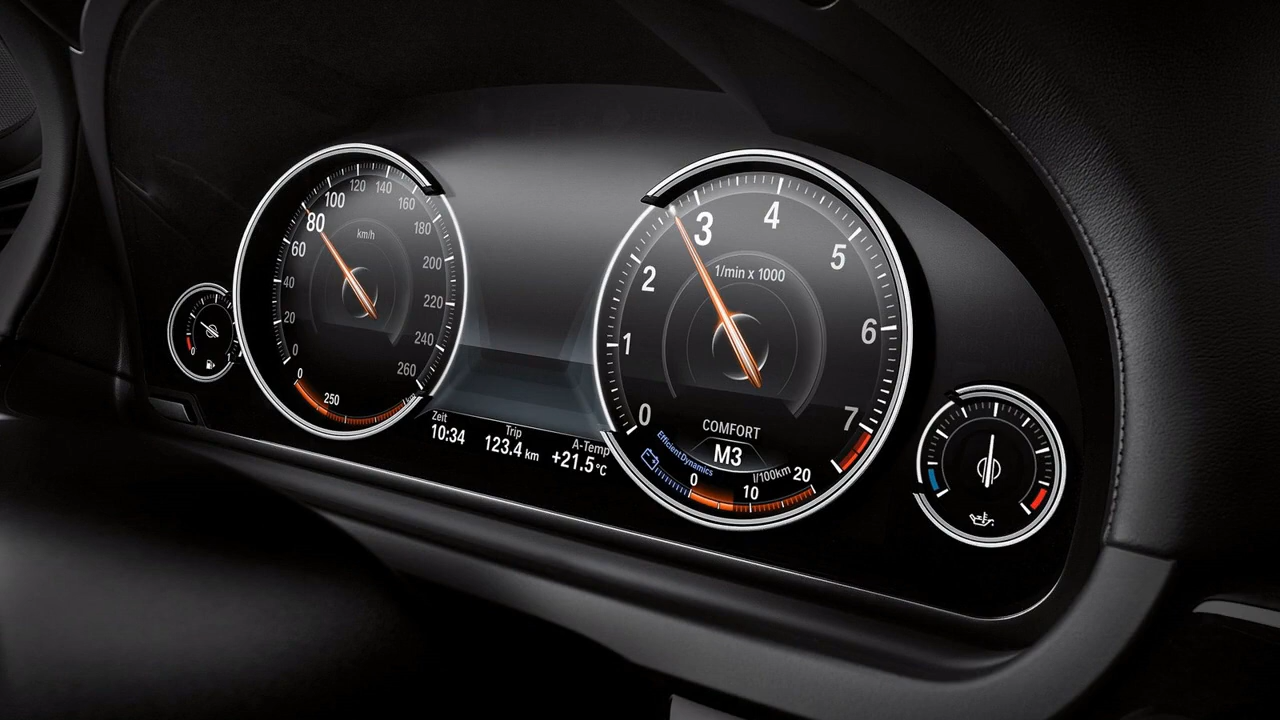 0
km/h
0
20
40
60
80
100
120
140
160
180
200
220
240
260
0
250
Zeit
10:34
Trip
123.4 km
A-Temp
+21.5°C
1/min x 1000
0
1
2
3
4
5
6
7
COMFORT
M3
EfficientDynamics
l/100km
0
10
20